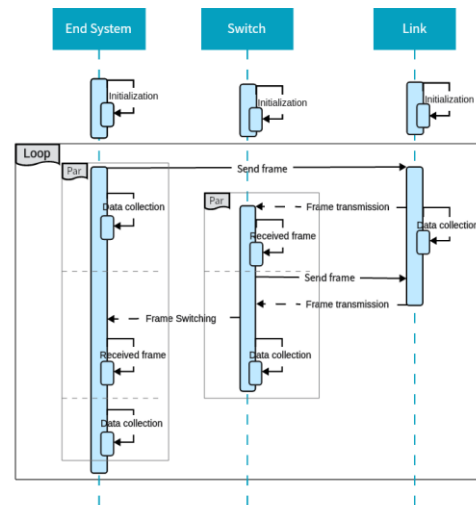 End System
Switch
Link
Initialization
Initialization
Initialization
Loop
Par
Send frame
Par
Data collection
Frame transmission
Data collection
Received frame
Send frame
Frame transmission
Frame Switching
Received frame
Data collection
Data collection